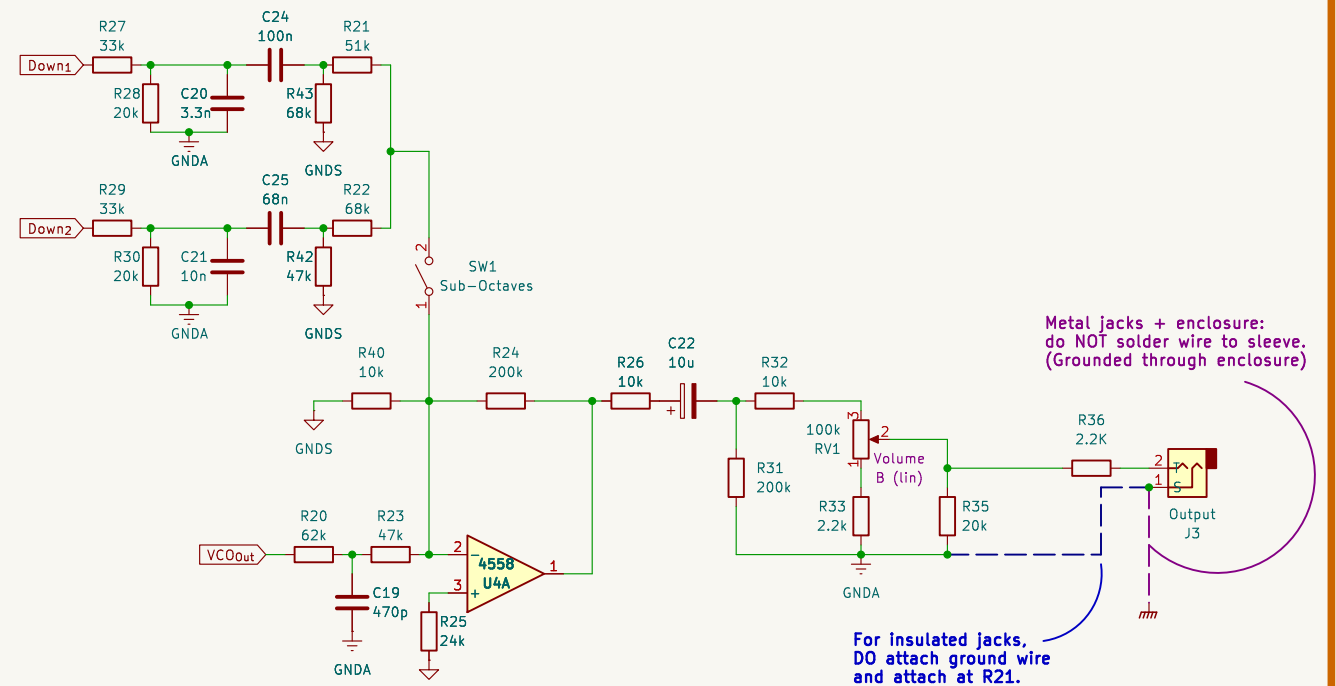 C24
100n
R27
33k
R21
51k
Down1
R28
20k
C20
3.3n
R43
68k
GNDA
GNDS
C25
68n
R29
33k
R22
68k
Down2
R30
20k
C21
10n
R42
47k
GNDA
GNDS
2
SW1
Sub-Octaves
1
Metal jacks + enclosure:
do NOT solder wire to sleeve.
(Grounded through enclosure)
R40
10k
R24
200k
R26
10k
C22
10u
+
R32
10k
GNDS
3
100k
RV1
2
1
Volume
B (lin)
R36
2.2K
2
T
1
S
Output
J3
R31
200k
R33
2.2k
R35
20k
GNDA
R20
62k
R23
47k
VCOOut
2
−
4558
U4A
1
3
+
C19
470p
R25
24k
GNDA
For insulated jacks,
DO attach ground wire
and attach at R21.